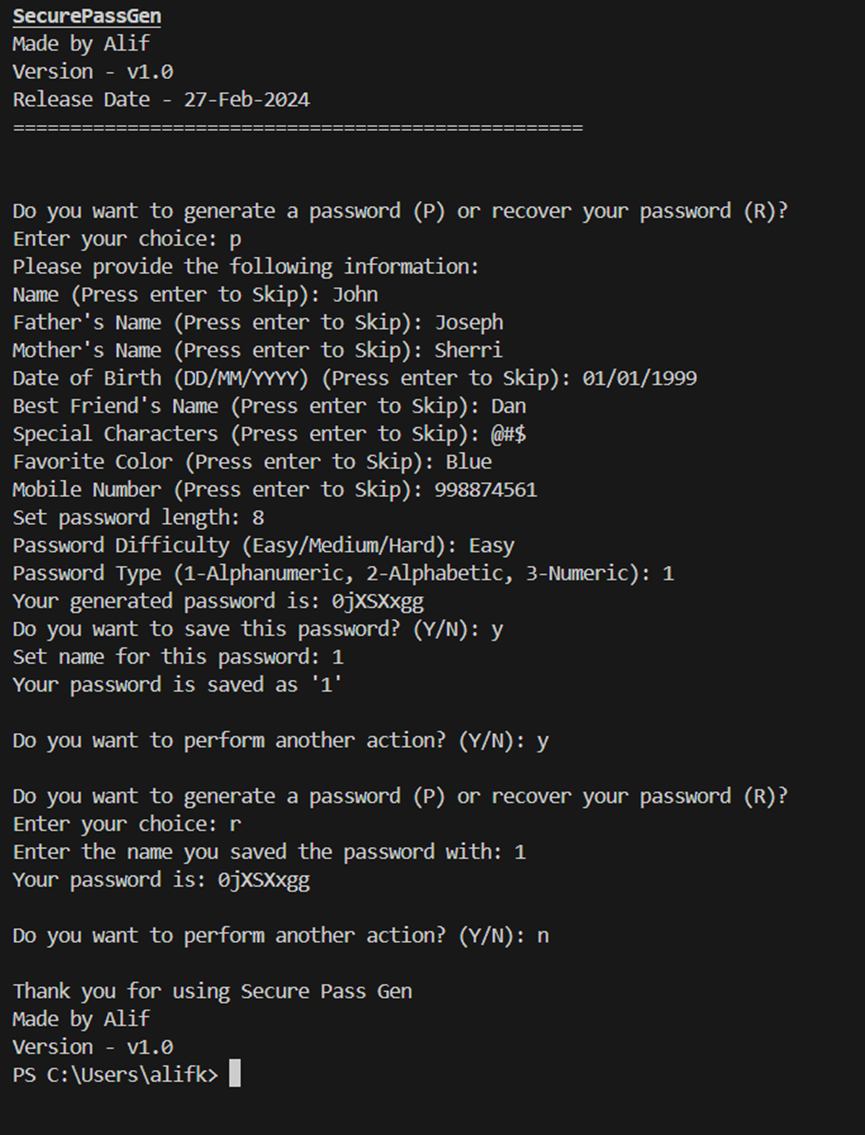 SecurePassGen
Made by Alif
Version - v1.0
Release Date - 27-Feb-2024
==================================================
Do you want to generate a password (P) or recover your password (R)?
Enter your choice: p
Please provide the following information:
Name (Press enter to Skip): John
Father's Name (Press enter to Skip): Joseph
Mother's Name (Press enter to Skip): Sherri
Date of Birth (DD/MM/YYYY) (Press enter to Skip): 01/01/1999
Best Friend's Name (Press enter to Skip): Dan
Special Characters (Press enter to Skip): @#$
Favorite Color (Press enter to Skip): Blue
Mobile Number (Press enter to Skip): 998874561
Set password length: 8
Password Difficulty (Easy/Medium/Hard): Easy
Password Type (1-Alphanumeric, 2-Alphabetic, 3-Numeric): 1
Your generated password is: 0jXSXxgg
Do you want to save this password? (Y/N): y
Set name for this password: 1
Your password is saved as '1'
Do you want to perform another action? (Y/N): y
Do you want to generate a password (P) or recover your password (R)?
Enter your choice: r
Enter the name you saved the password with: 1
Your password is: 0jXSXxgg
Do you want to perform another action? (Y/N): n
Thank you for using Secure Pass Gen
Made by Alif
Version - v1.0
PS C:\Users\alifk>